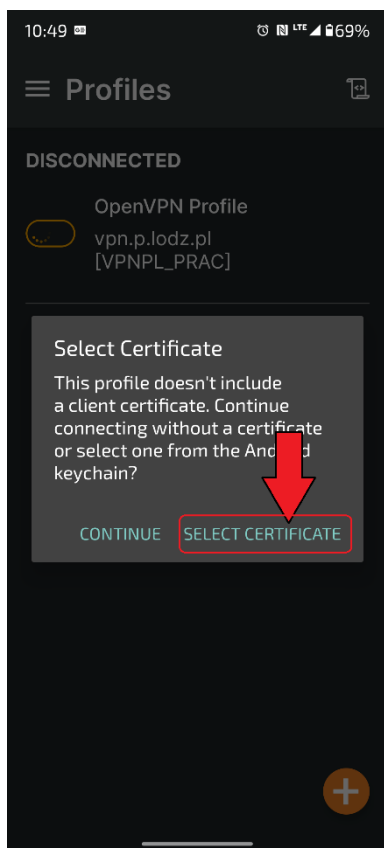 10:49 LTE 69%
Profiles
DISCONNECTED
OpenVPN Profile
vpn.p.lodz.pl
[VPNPL_PRAC]
Select Certificate
This profile doesn't include
a client certificate. Continue
connecting without a certificate
or select one from the Android
keychain?
CONTINUE SELECT CERTIFICATE